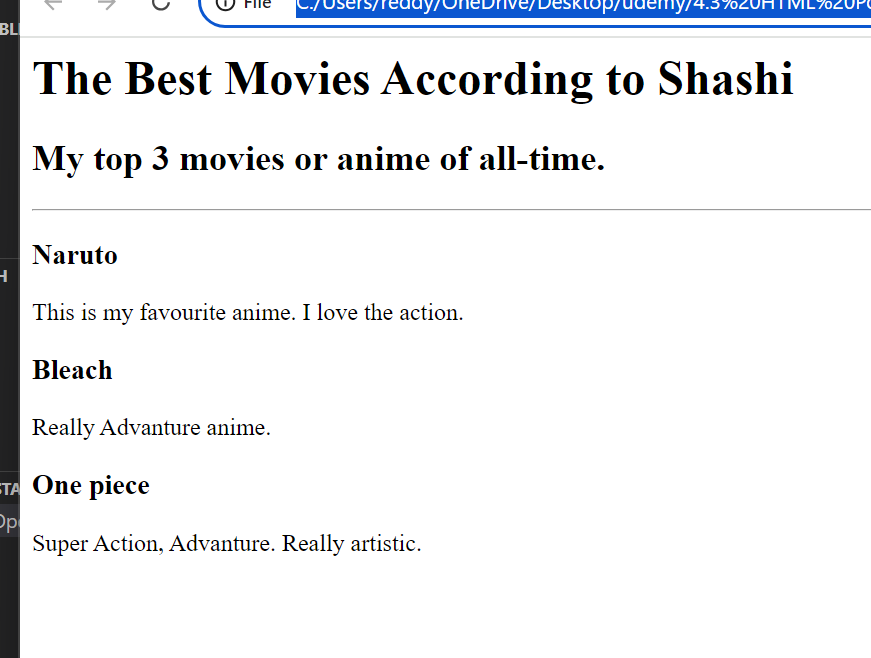 BL
File C:/Users/reddy/OneDrive/Desktop/udemy/4.3%20HTML%20Po
The Best Movies According to Shashi
My top 3 movies or anime of all-time.
H
Naruto
This is my favourite anime. I love the action.
Bleach
Really Advanture anime.
STA
One piece
Ope
Super Action, Advanture. Really artistic.